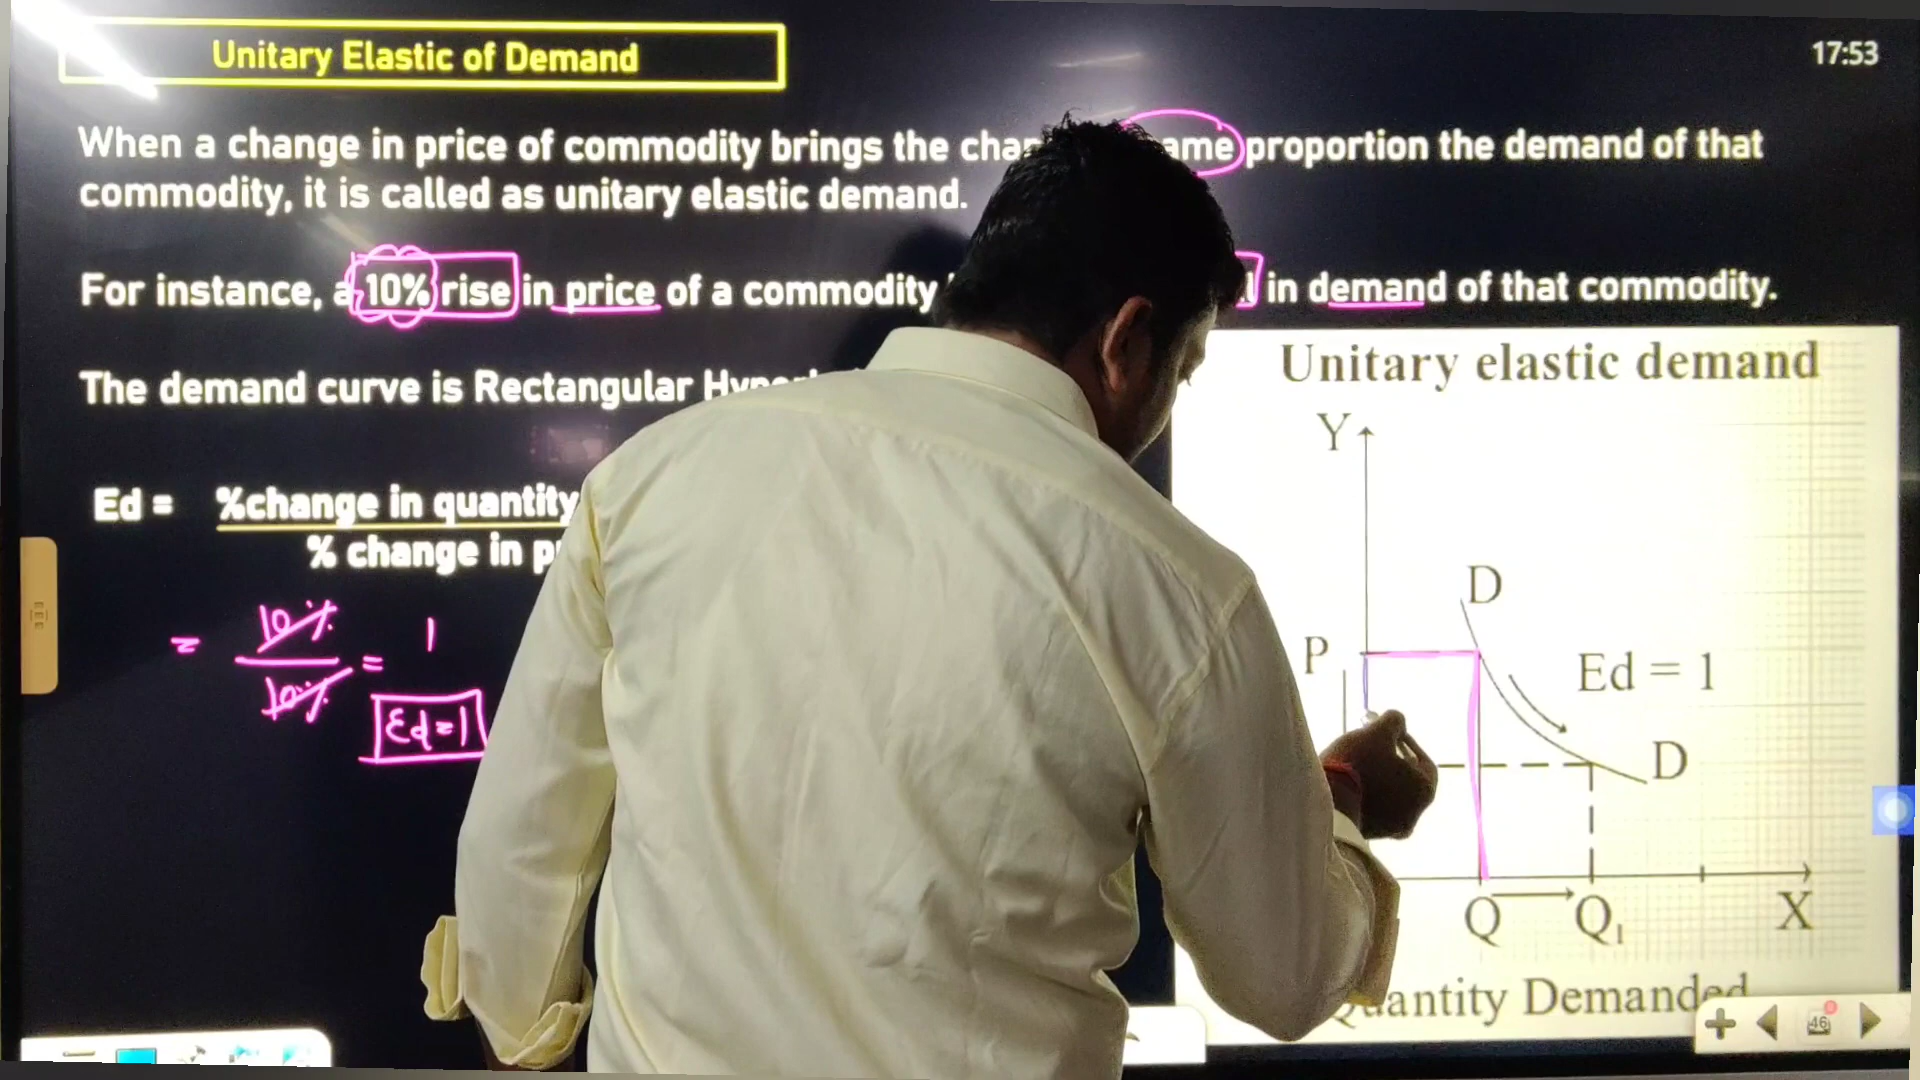 Unitary Elastic of Demand
17:53
When a change in price of commodity brings the proportion the demand of that
commodity, it is called as unitary elastic demand.
For instance, a 10% rise in price of a commodity in demand of that commodity.
The demand curve is Rectangular
Ed = %change in quantity
% change in
= 10% = 1
10%
Ed=1
Unitary elastic demand
Y
D
P
Ed = 1
D
Q Q1 X
Quantity Demanded
46